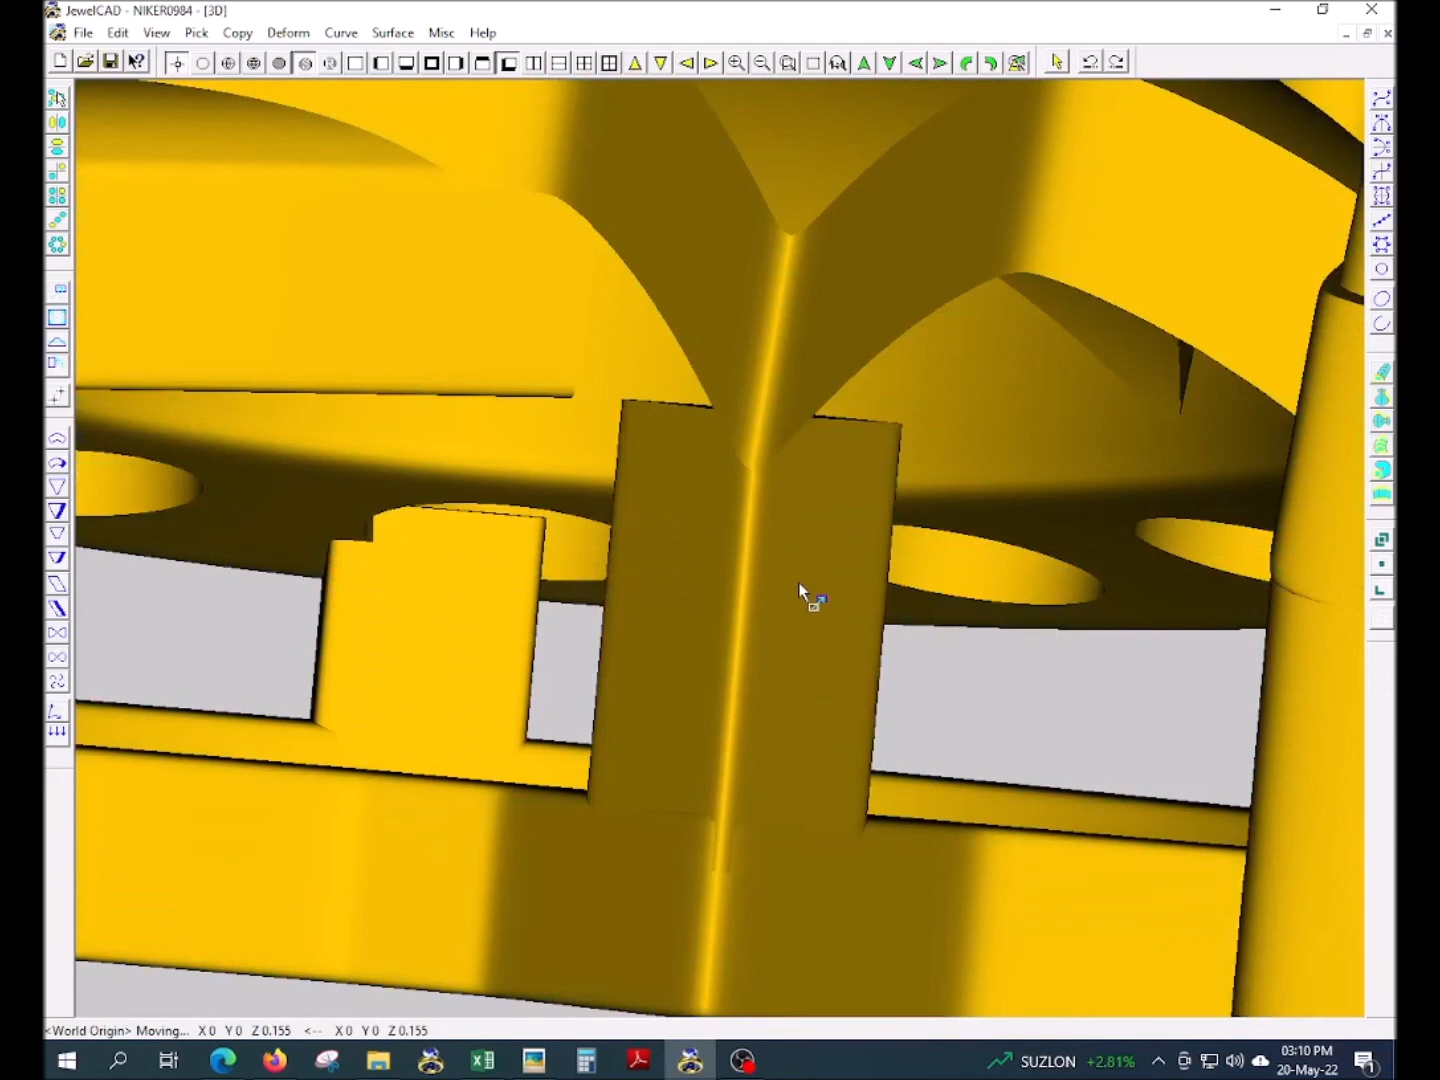 JewelCAD - NIKER0984 - [3D]
File Edit View Pick Copy Deform Curve Surface Misc Help
<World Origin> Moving... X 0 Y 0 Z 0.155 <-- X 0 Y 0 Z 0.155
SUZLON +2.81%
03:10 PM
20-May-22
1